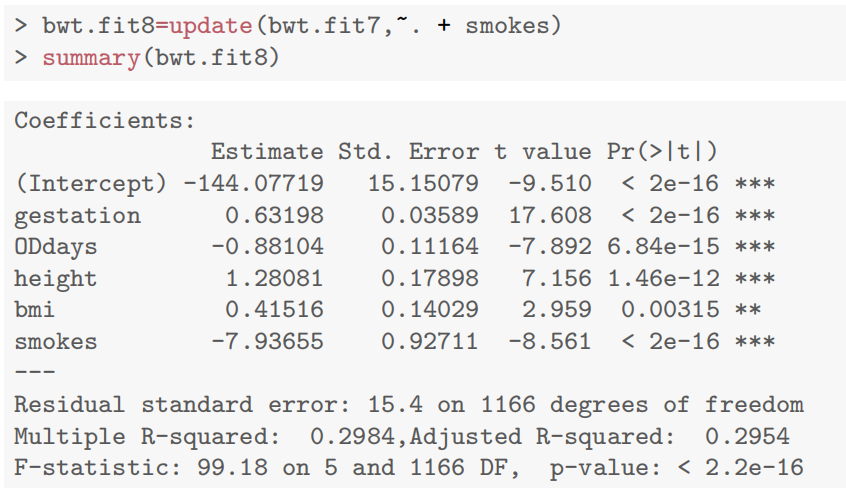 > bwt.fit8=update(bwt.fit7,~. + smokes)
> summary(bwt.fit8)
Coefficients:
Estimate Std. Error t value Pr(>|t|)
(Intercept) -144.07719 15.15079 -9.510 < 2e-16 ***
gestation 0.63198 0.03589 17.608 < 2e-16 ***
ODdays -0.88104 0.11164 -7.892 6.84e-15 ***
height 1.28081 0.17898 7.156 1.46e-12 ***
bmi 0.41516 0.14029 2.959 0.00315 **
smokes -7.93655 0.92711 -8.561 < 2e-16 ***
---
Residual standard error: 15.4 on 1166 degrees of freedom
Multiple R-squared: 0.2984,Adjusted R-squared: 0.2954
F-statistic: 99.18 on 5 and 1166 DF, p-value: < 2.2e-16